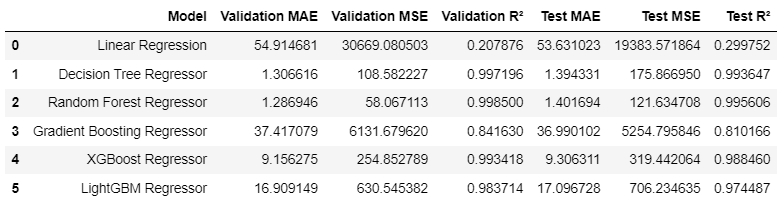 Model Validation MAE Validation MSE Validation R² Test MAE Test MSE Test R²
0 Linear Regression 54.914681 30669.080503 0.207876 53.631023 19383.571864 0.299752
1 Decision Tree Regressor 1.306616 108.582227 0.997196 1.394331 175.866950 0.993647
2 Random Forest Regressor 1.286946 58.067113 0.998500 1.401694 121.634708 0.995606
3 Gradient Boosting Regressor 37.417079 6131.679620 0.841630 36.990102 5254.795846 0.810166
4 XGBoost Regressor 9.156275 254.852789 0.993418 9.306311 319.442064 0.988460
5 LightGBM Regressor 16.909149 630.545382 0.983714 17.096728 706.234635 0.974487